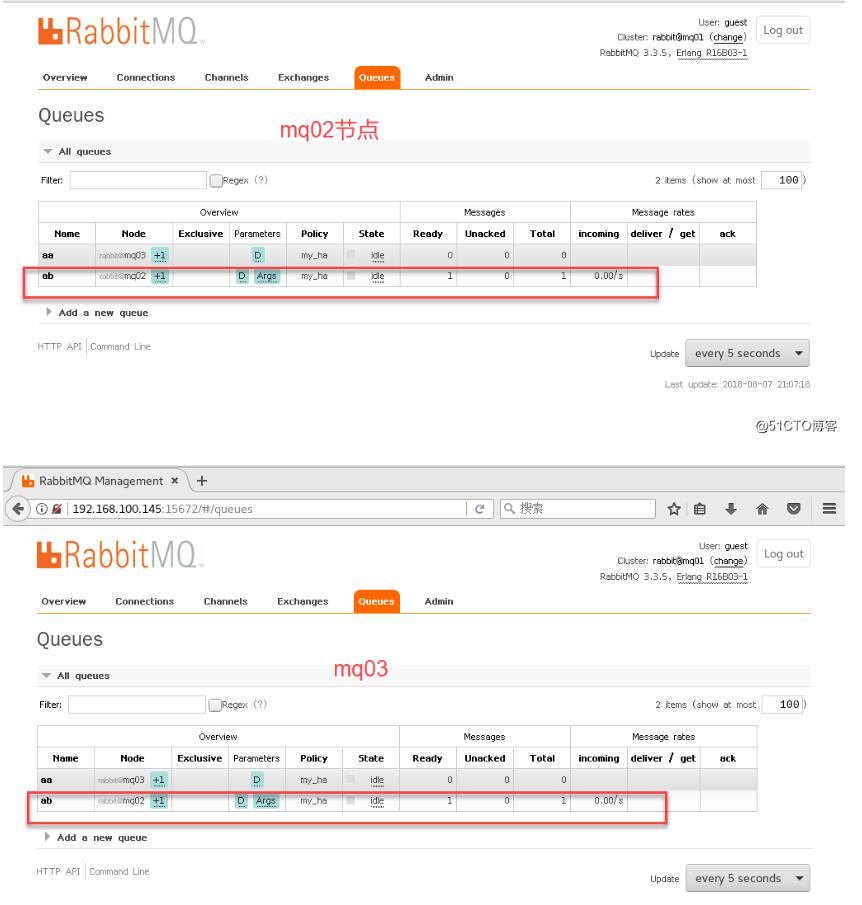 RabbitMQ
User: guest
Cluster: rabbit@mq01 (change)
RabbitMQ 3.3.5, Erlang R16B03-1
Log out
Overview Connections Channels Exchanges Queues Admin
Queues
mq02节点
All queues
Filter: Regex (?) 2 items (show at most 100)
Overview Messages Message rates
Name Node Exclusive Parameters Policy State Ready Unacked Total incoming deliver / get ack
aa rabbit@mq03 +1 D my_ha idle 0 0 0
ab rabbit@mq02 +1 D Args my_ha idle 1 0 1 0.00/s
Add a new queue
HTTP API Command Line
Update every 5 seconds
Last update: 2018-08-07 21:07:18
@51CTO博客
RabbitMQ Management × +
192.168.100.145:15672/#/queues 搜索
RabbitMQ
User: guest
Cluster: rabbit@mq01 (change)
RabbitMQ 3.3.5, Erlang R16B03-1
Log out
Overview Connections Channels Exchanges Queues Admin
Queues
mq03
All queues
Filter: Regex (?) 2 items (show at most 100)
Overview Messages Message rates
Name Node Exclusive Parameters Policy State Ready Unacked Total incoming deliver / get ack
aa rabbit@mq03 +1 D my_ha idle 0 0 0
ab rabbit@mq02 +1 D Args my_ha idle 1 0 1 0.00/s
Add a new queue
HTTP API Command Line
Update every 5 seconds